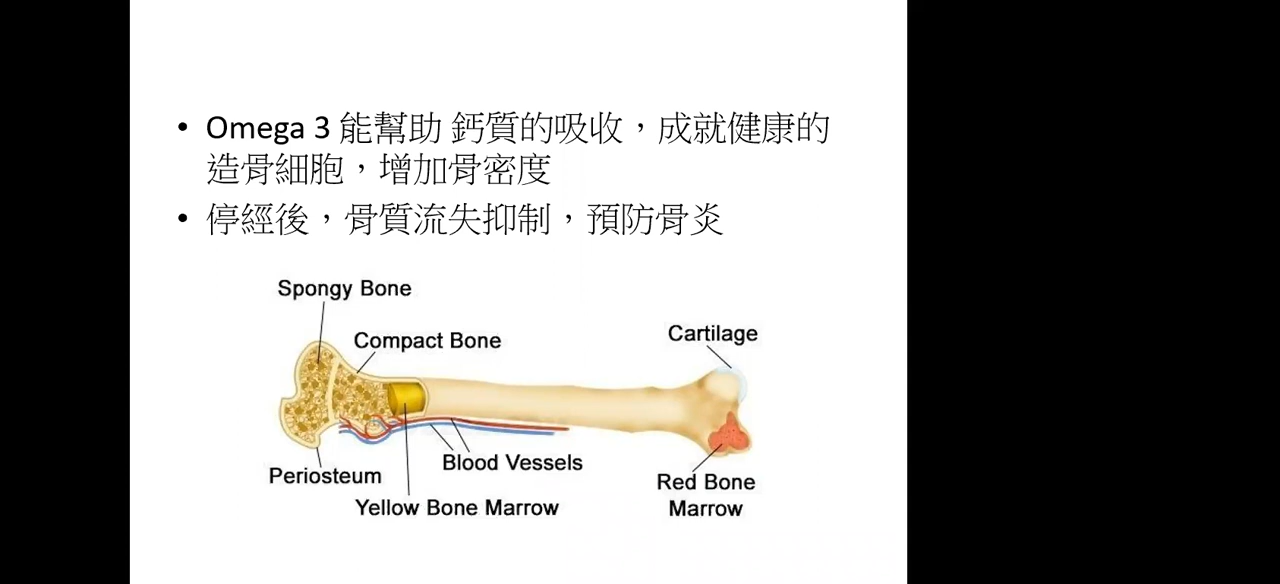 • Omega 3 能幫助 鈣質的吸收，成就健康的
造骨細胞，增加骨密度
• 停經後，骨質流失抑制，預防骨炎
Spongy Bone
Compact Bone
Cartilage
Blood Vessels
Periosteum
Red Bone
Marrow
Yellow Bone Marrow